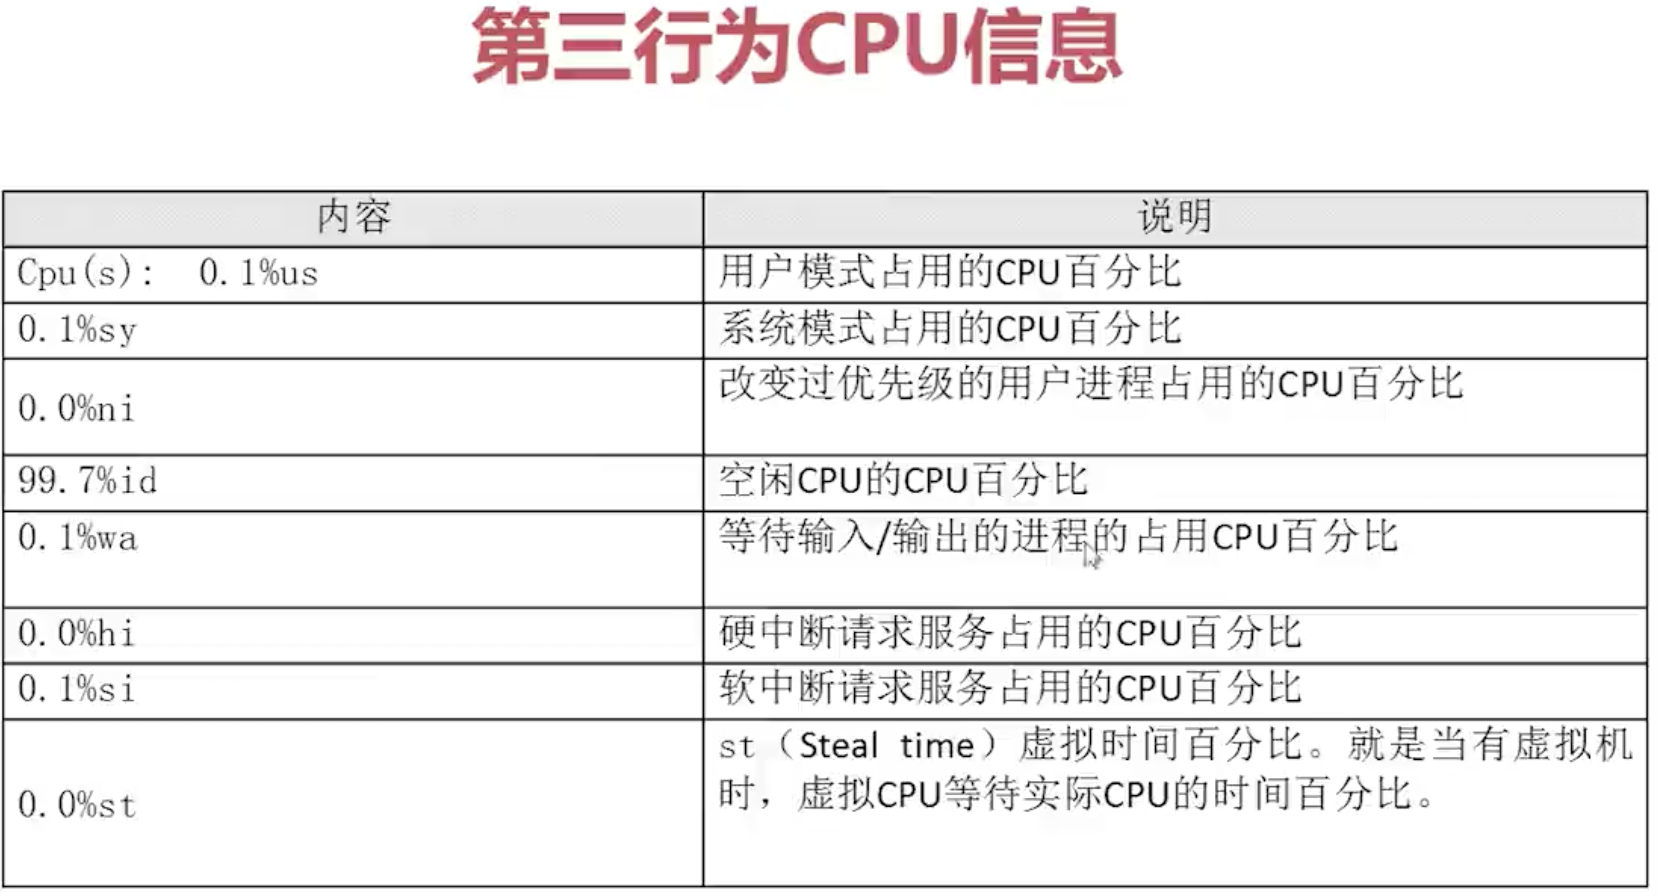 第三行为CPU信息
内容 说明
Cpu(s): 0.1%us 用户模式占用的CPU百分比
0.1%sy 系统模式占用的CPU百分比
0.0%ni 改变过优先级的用户进程占用的CPU百分比
99.7%id 空闲CPU的CPU百分比
0.1%wa 等待输入/输出的进程的占用CPU百分比
0.0%hi 硬中断请求服务占用的CPU百分比
0.1%si 软中断请求服务占用的CPU百分比
0.0%st st（Steal time）虚拟时间百分比。就是当有虚拟机
时，虚拟CPU等待实际CPU的时间百分比。